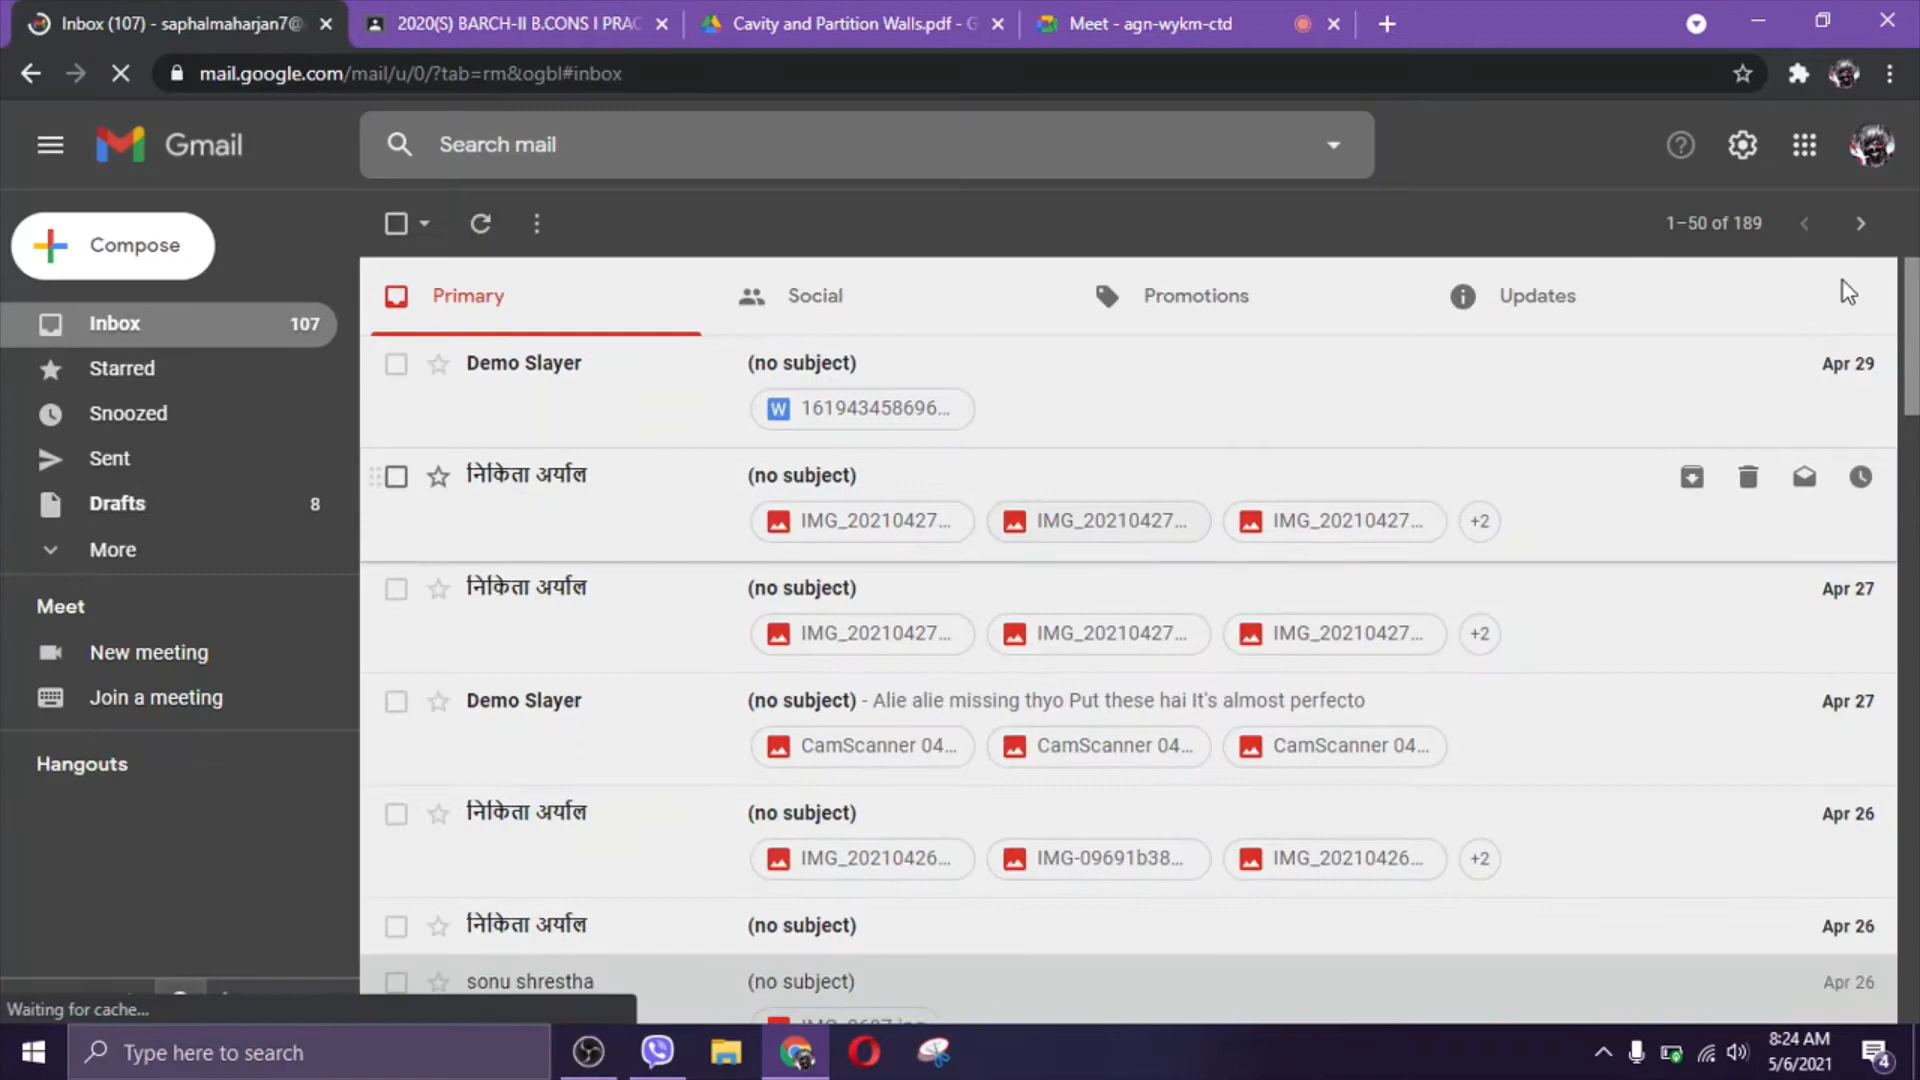 Inbox (107) - saphalmaharjan7@
2020(S) BARCH-II B.CONS I PRAC
Cavity and Partition Walls.pdf - G
Meet - agn-wykm-ctd
mail.google.com/mail/u/0/?tab=rm&ogbl#inbox
Gmail
Search mail
Compose
1–50 of 189
Primary
Social
Promotions
Updates
Inbox 107
Starred
Snoozed
Sent
Drafts 8
More
Meet
New meeting
Join a meeting
Hangouts
Demo Slayer (no subject) Apr 29
W 161943458696...
निकिता अर्याल (no subject)
IMG_20210427... IMG_20210427... IMG_20210427... +2
निकिता अर्याल (no subject) Apr 27
IMG_20210427... IMG_20210427... IMG_20210427... +2
Demo Slayer (no subject) - Alie alie missing thyo Put these hai It's almost perfecto Apr 27
CamScanner 04... CamScanner 04... CamScanner 04...
निकिता अर्याल (no subject) Apr 26
IMG_20210426... IMG-09691b38... IMG_20210426... +2
निकिता अर्याल (no subject) Apr 26
sonu shrestha (no subject) Apr 26
Waiting for cache...
Type here to search
8:24 AM
5/6/2021
4